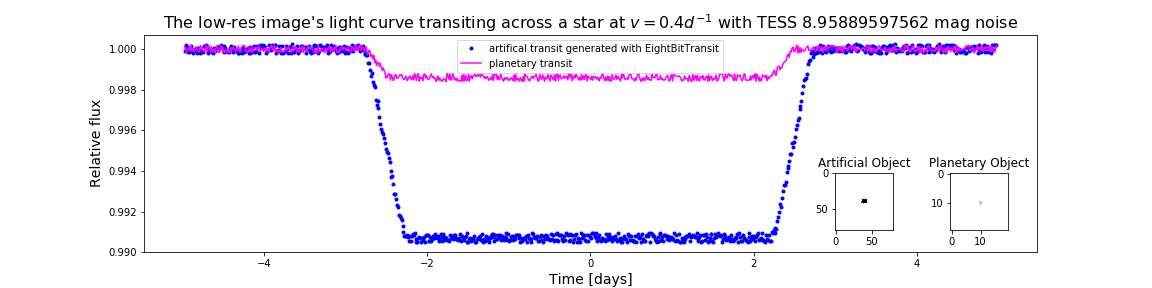 The low-res image's light curve transiting across a star at v = 0.4d⁻¹ with TESS 8.95889597562 mag noise
artifical transit generated with EightBitTransit
planetary transit
Relative flux
1.000
0.998
0.996
0.994
0.992
0.990
Artificial Object
0
50
0 50
Planetary Object
0
10
0 10
−4 −2 0 2 4
Time [days]